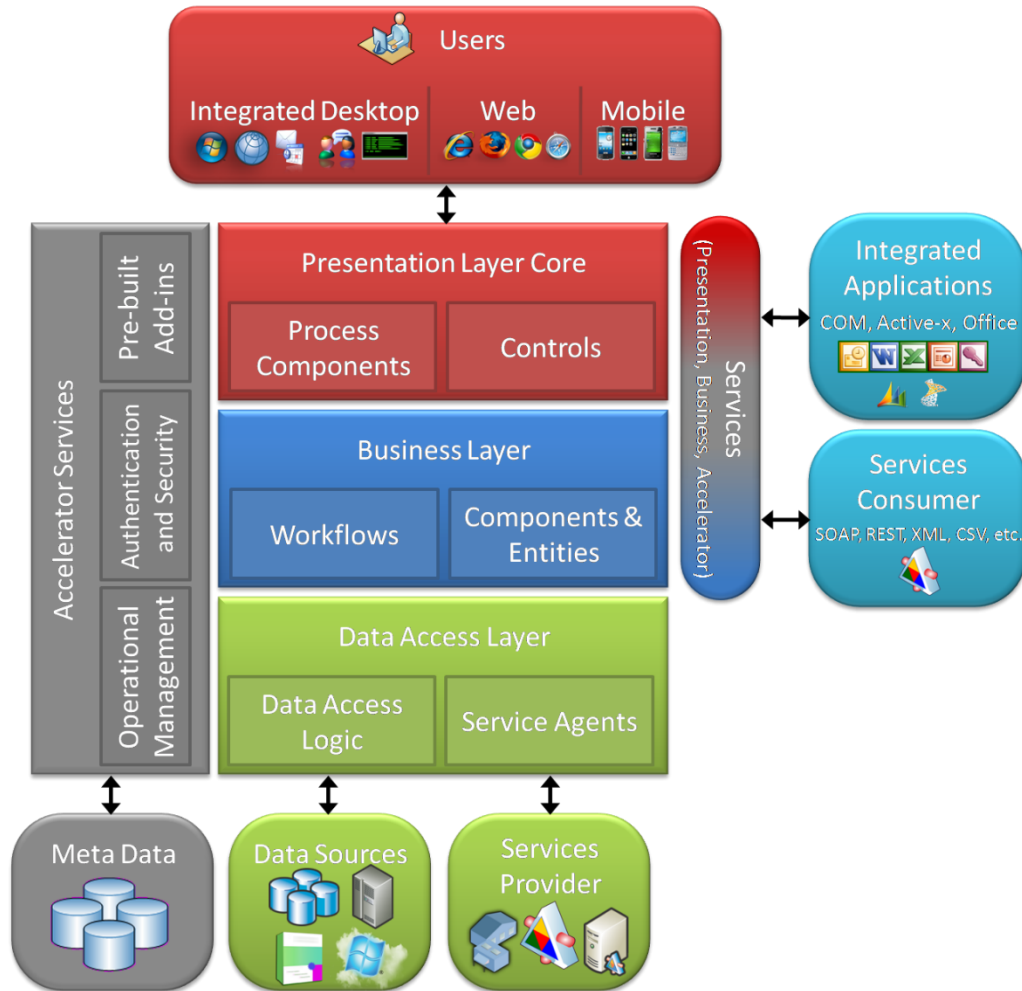 Users
Integrated Desktop
Web
Mobile
Accelerator Services
Pre-built
Add-ins
Authentication
and Security
Operational
Management
Presentation Layer Core
Process
Components
Controls
Business Layer
Workflows
Components &
Entities
Data Access Layer
Data Access
Logic
Service Agents
Services
(Presentation, Business, Accelerator)
Integrated
Applications
COM, Active-x, Office
Services
Consumer
SOAP, REST, XML, CSV, etc.
Meta Data
Data Sources
Services
Provider